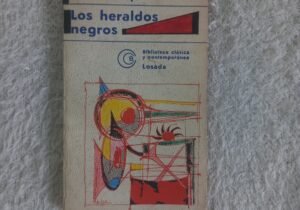 Los heraldos
negros
Biblioteca clásica
y contemporánea
Losada